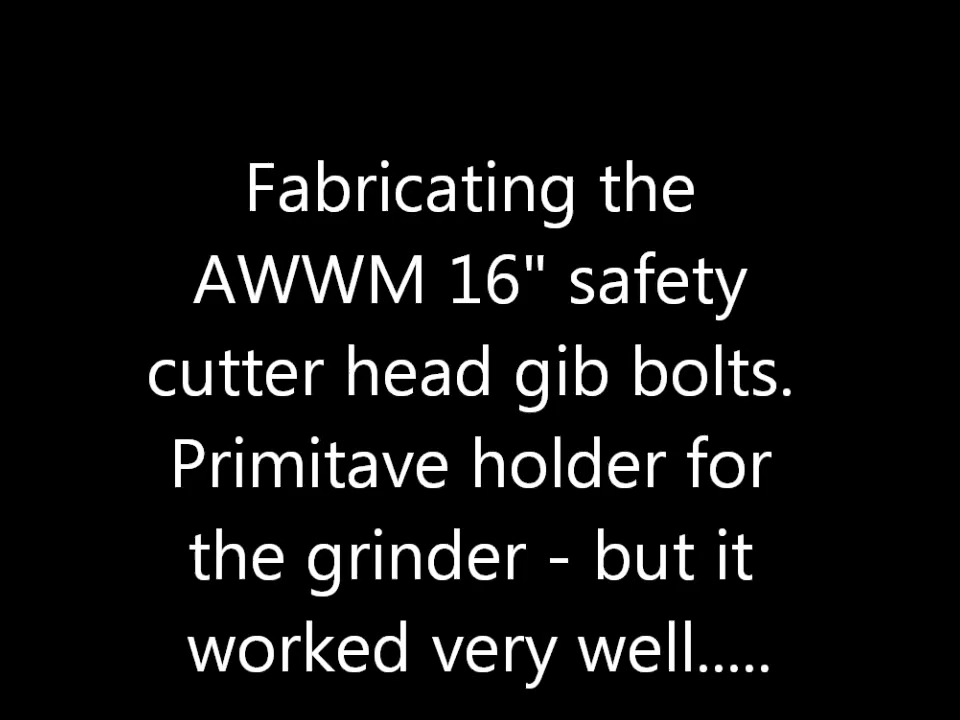 Fabricating the
AWWM 16" safety
cutter head gib bolts.
Primitave holder for
the grinder - but it
worked very well.....